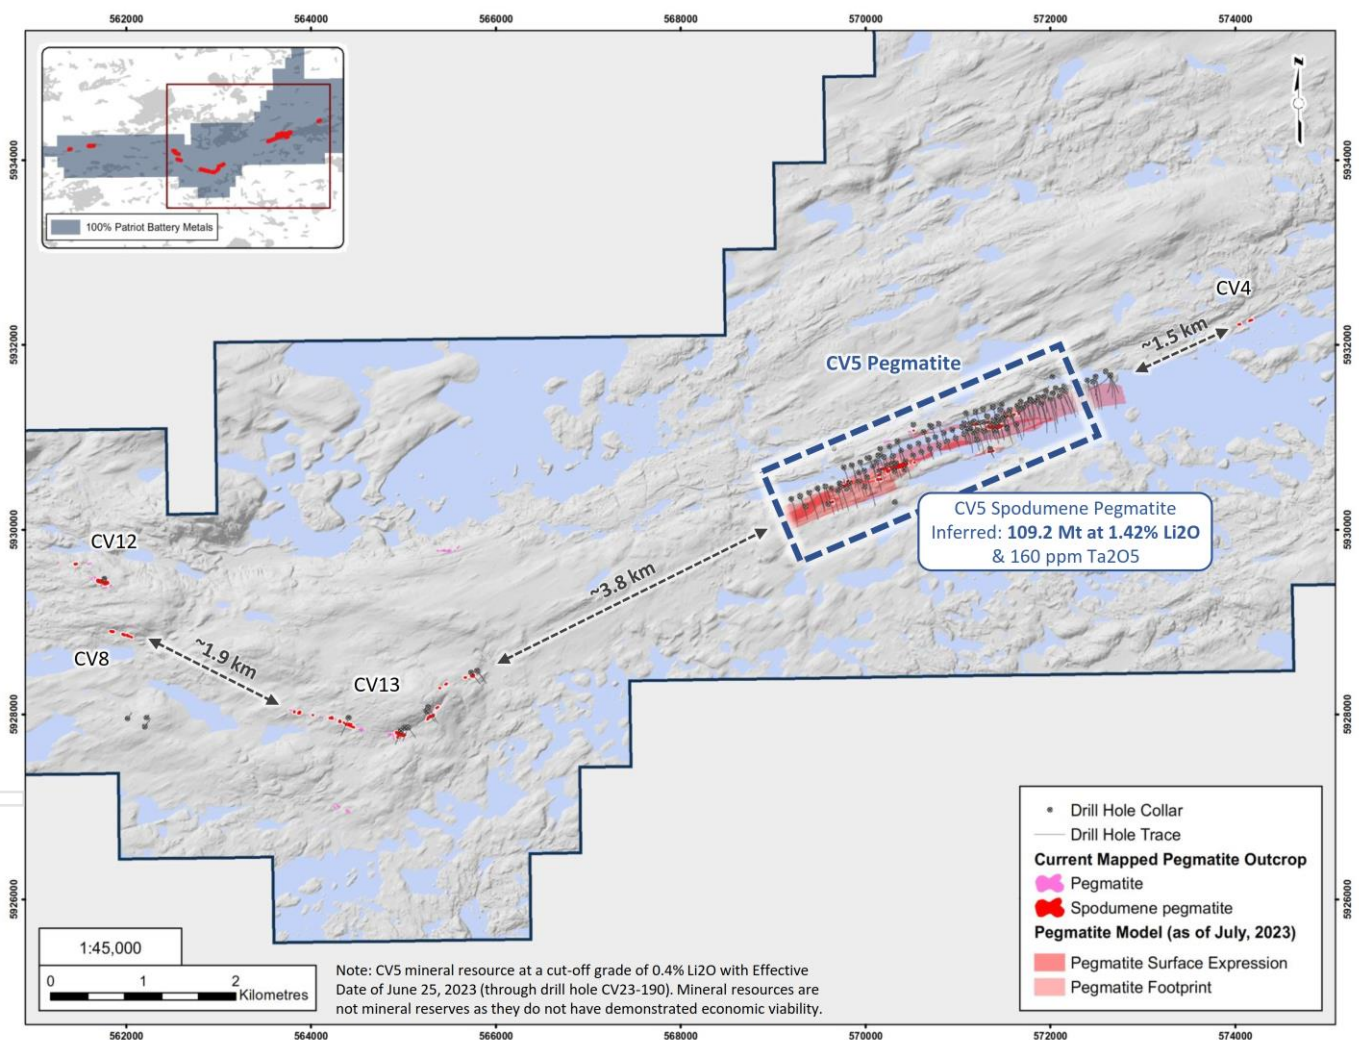 562000
564000
566000
568000
570000
572000
574000
5934000
5932000
5930000
5928000
5926000
100% Patriot Battery Metals
N
5934000
5932000
5930000
5928000
5926000
CV4
~1.5 km
CV5 Pegmatite
CV5 Spodumene Pegmatite
Inferred: 109.2 Mt at 1.42% Li2O
& 160 ppm Ta2O5
CV12
~3.8 km
CV8
~1.9 km
CV13
Drill Hole Collar
Drill Hole Trace
Current Mapped Pegmatite Outcrop
Pegmatite
Spodumene pegmatite
Pegmatite Model (as of July, 2023)
Pegmatite Surface Expression
Pegmatite Footprint
1:45,000
0 1 2
Kilometres
Note: CV5 mineral resource at a cut-off grade of 0.4% Li2O with Effective
Date of June 25, 2023 (through drill hole CV23-190). Mineral resources are
not mineral reserves as they do not have demonstrated economic viability.
562000
564000
566000
568000
570000
572000
574000